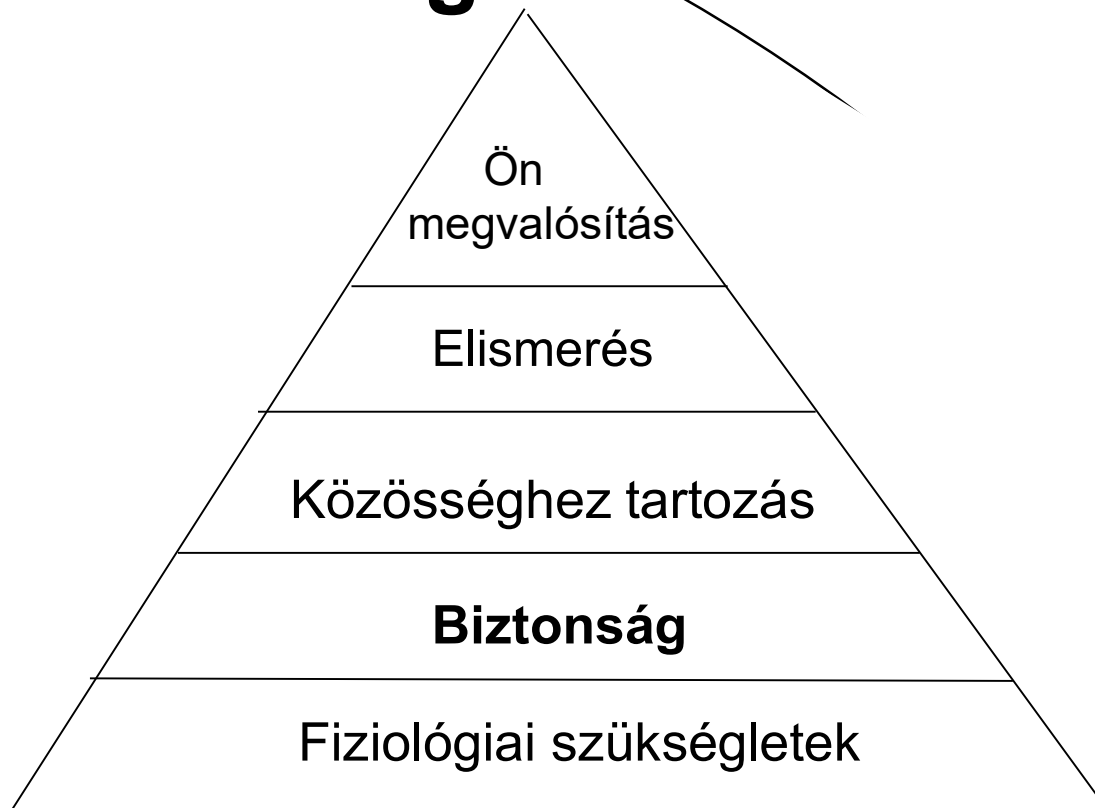 g
Ön
megvalósítás
Elismerés
Közösséghez tartozás
Biztonság
Fiziológiai szükségletek